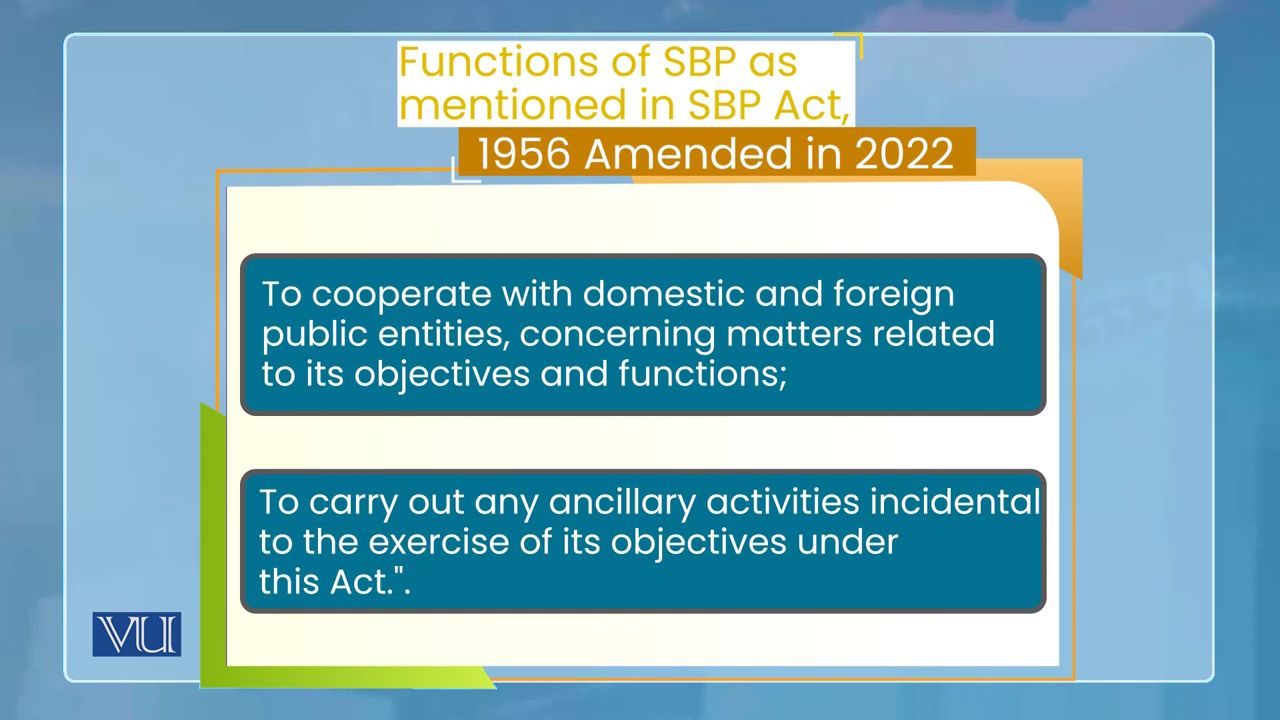 Functions of SBP as
mentioned in SBP Act,
1956 Amended in 2022
To cooperate with domestic and foreign
public entities, concerning matters related
to its objectives and functions;
To carry out any ancillary activities incidental
to the exercise of its objectives under
this Act.".
VU